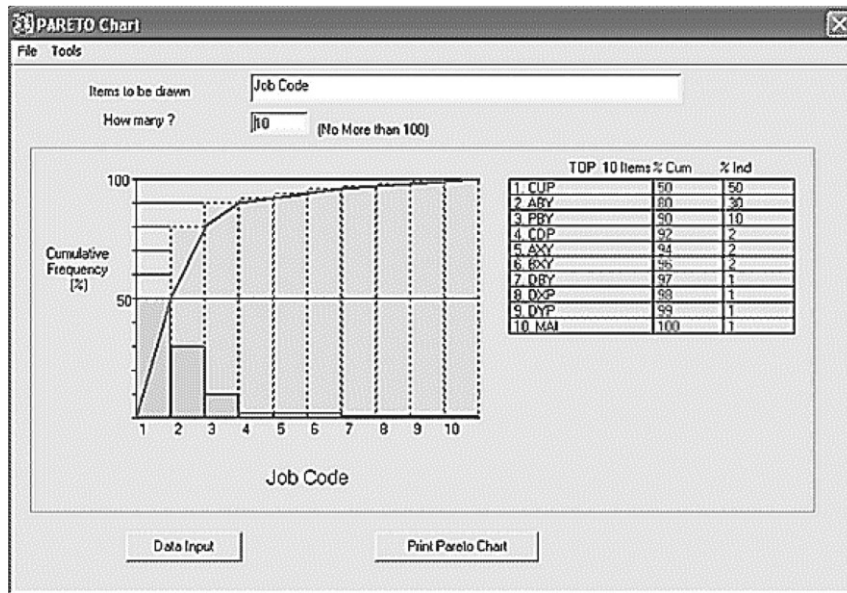 PARETO Chart
File Tools
Items to be drawn Job Code
How many ? 10 (No More than 100)
TOP 10 Items % Cum % Ind
1. CUP 50 50
2. ABY 80 30
3. PBY 90 10
4. CDP 92 2
5. AXY 94 2
6. BXY 96 2
7. DBY 97 1
8. DXP 98 1
9. DYP 99 1
10. MAI 100 1
100
Cumulative
Frequency
(%)
50
1 2 3 4 5 6 7 8 9 10
Job Code
Data Input Print Pareto Chart